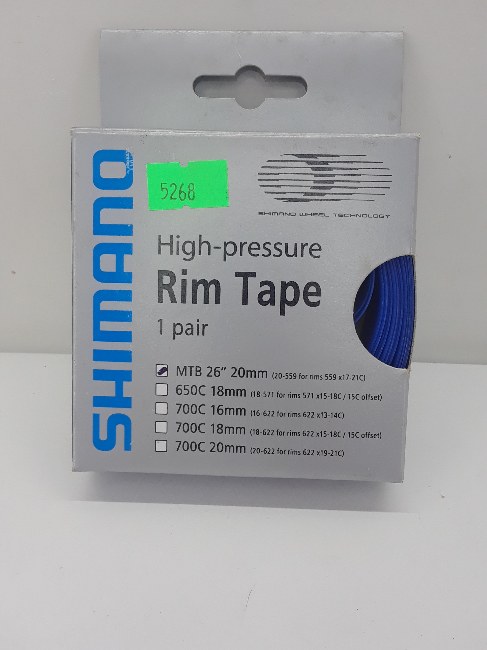 SHIMANO
5268
SHIMANO WHEEL TECHNOLOGY
High-pressure
Rim Tape
1 pair
MTB 26" 20mm (20-559 for rims 559 x17-21C)
650C 18mm (18-571 for rims 571 x15-18C / 15C offset)
700C 16mm (16-622 for rims 622 x13-14C)
700C 18mm (18-622 for rims 622 x15-18C / 15C offset)
700C 20mm (20-622 for rims 622 x19-21C)